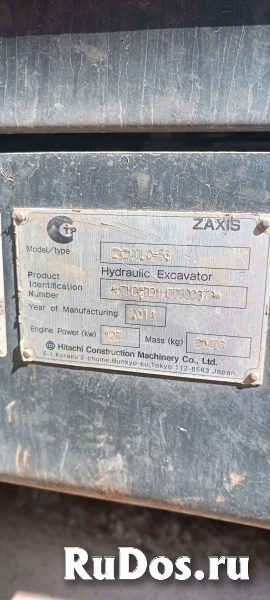 ZAXIS
TP
Model/type
Hydraulic Excavator
Product
Identification
Number
Year of Manufacturing 2014
Engine Power (kw) Mass (kg)
Hitachi Construction Machinery Co., Ltd.
5-1, Koraku 2-chome, Bunkyo-ku, Tokyo 112-8563 Japan
RuDos.ru